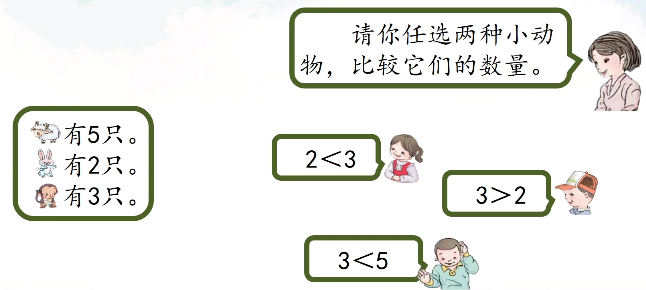 请你任选两种小动
物，比较它们的数量。
有5只。
有2只。
有3只。
2＜3
3＞2
3＜5